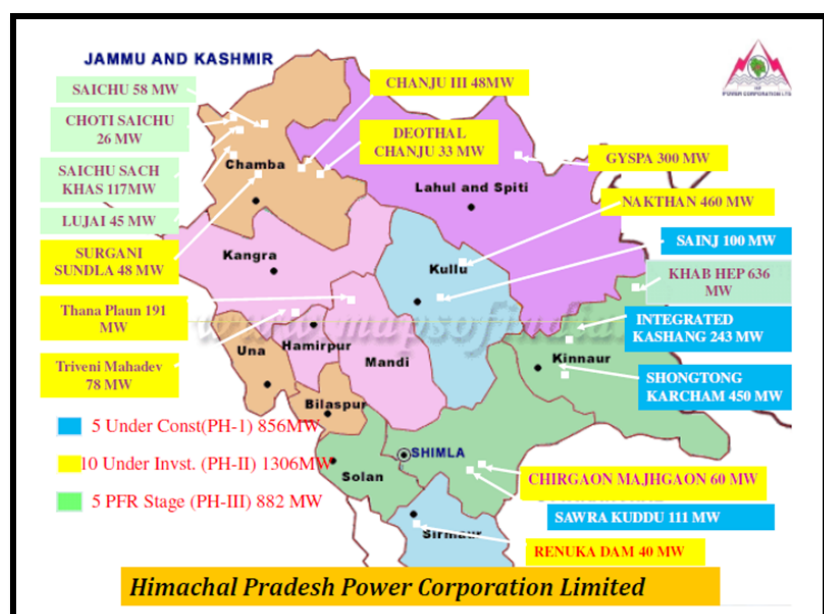 JAMMU AND KASHMIR
SAICHU 58 MW
CHANJU III 48MW
POWER CORPORATION LTD
CHOTI SAICHU
26 MW
DEOTHAL
CHANJU 33 MW
SAICHU SACH
KHAS 117MW
Chamba
GYSPA 300 MW
Lahul and Spiti
NAKTHAN 460 MW
LUJAI 45 MW
SURGANI
SUNDLA 48 MW
Kangra
SAINJ 100 MW
Kullu
KHAB HEP 636
MW
Thana Plaun 191
MW
www.mapsofindia
INTEGRATED
KASHANG 243 MW
Una
Hamirpur
Mandi
Kinnaur
Triveni Mahadev
78 MW
SHONGTONG
KARCHAM 450 MW
Bilaspur
5 Under Const(PH-1) 856MW
10 Under Invst. (PH-II) 1306MW
5 PFR Stage (PH-III) 882 MW
SHIMLA
Solan
CHIRGAON MAJHGAON 60 MW
SAWRA KUDDU 111 MW
Sirmaur
RENUKA DAM 40 MW
Himachal Pradesh Power Corporation Limited